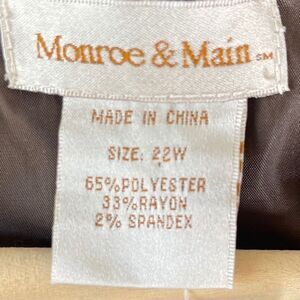 Monroe & Main SM
MADE IN CHINA
SIZE: 22W
65%POLYESTER
33%RAYON
2% SPANDEX